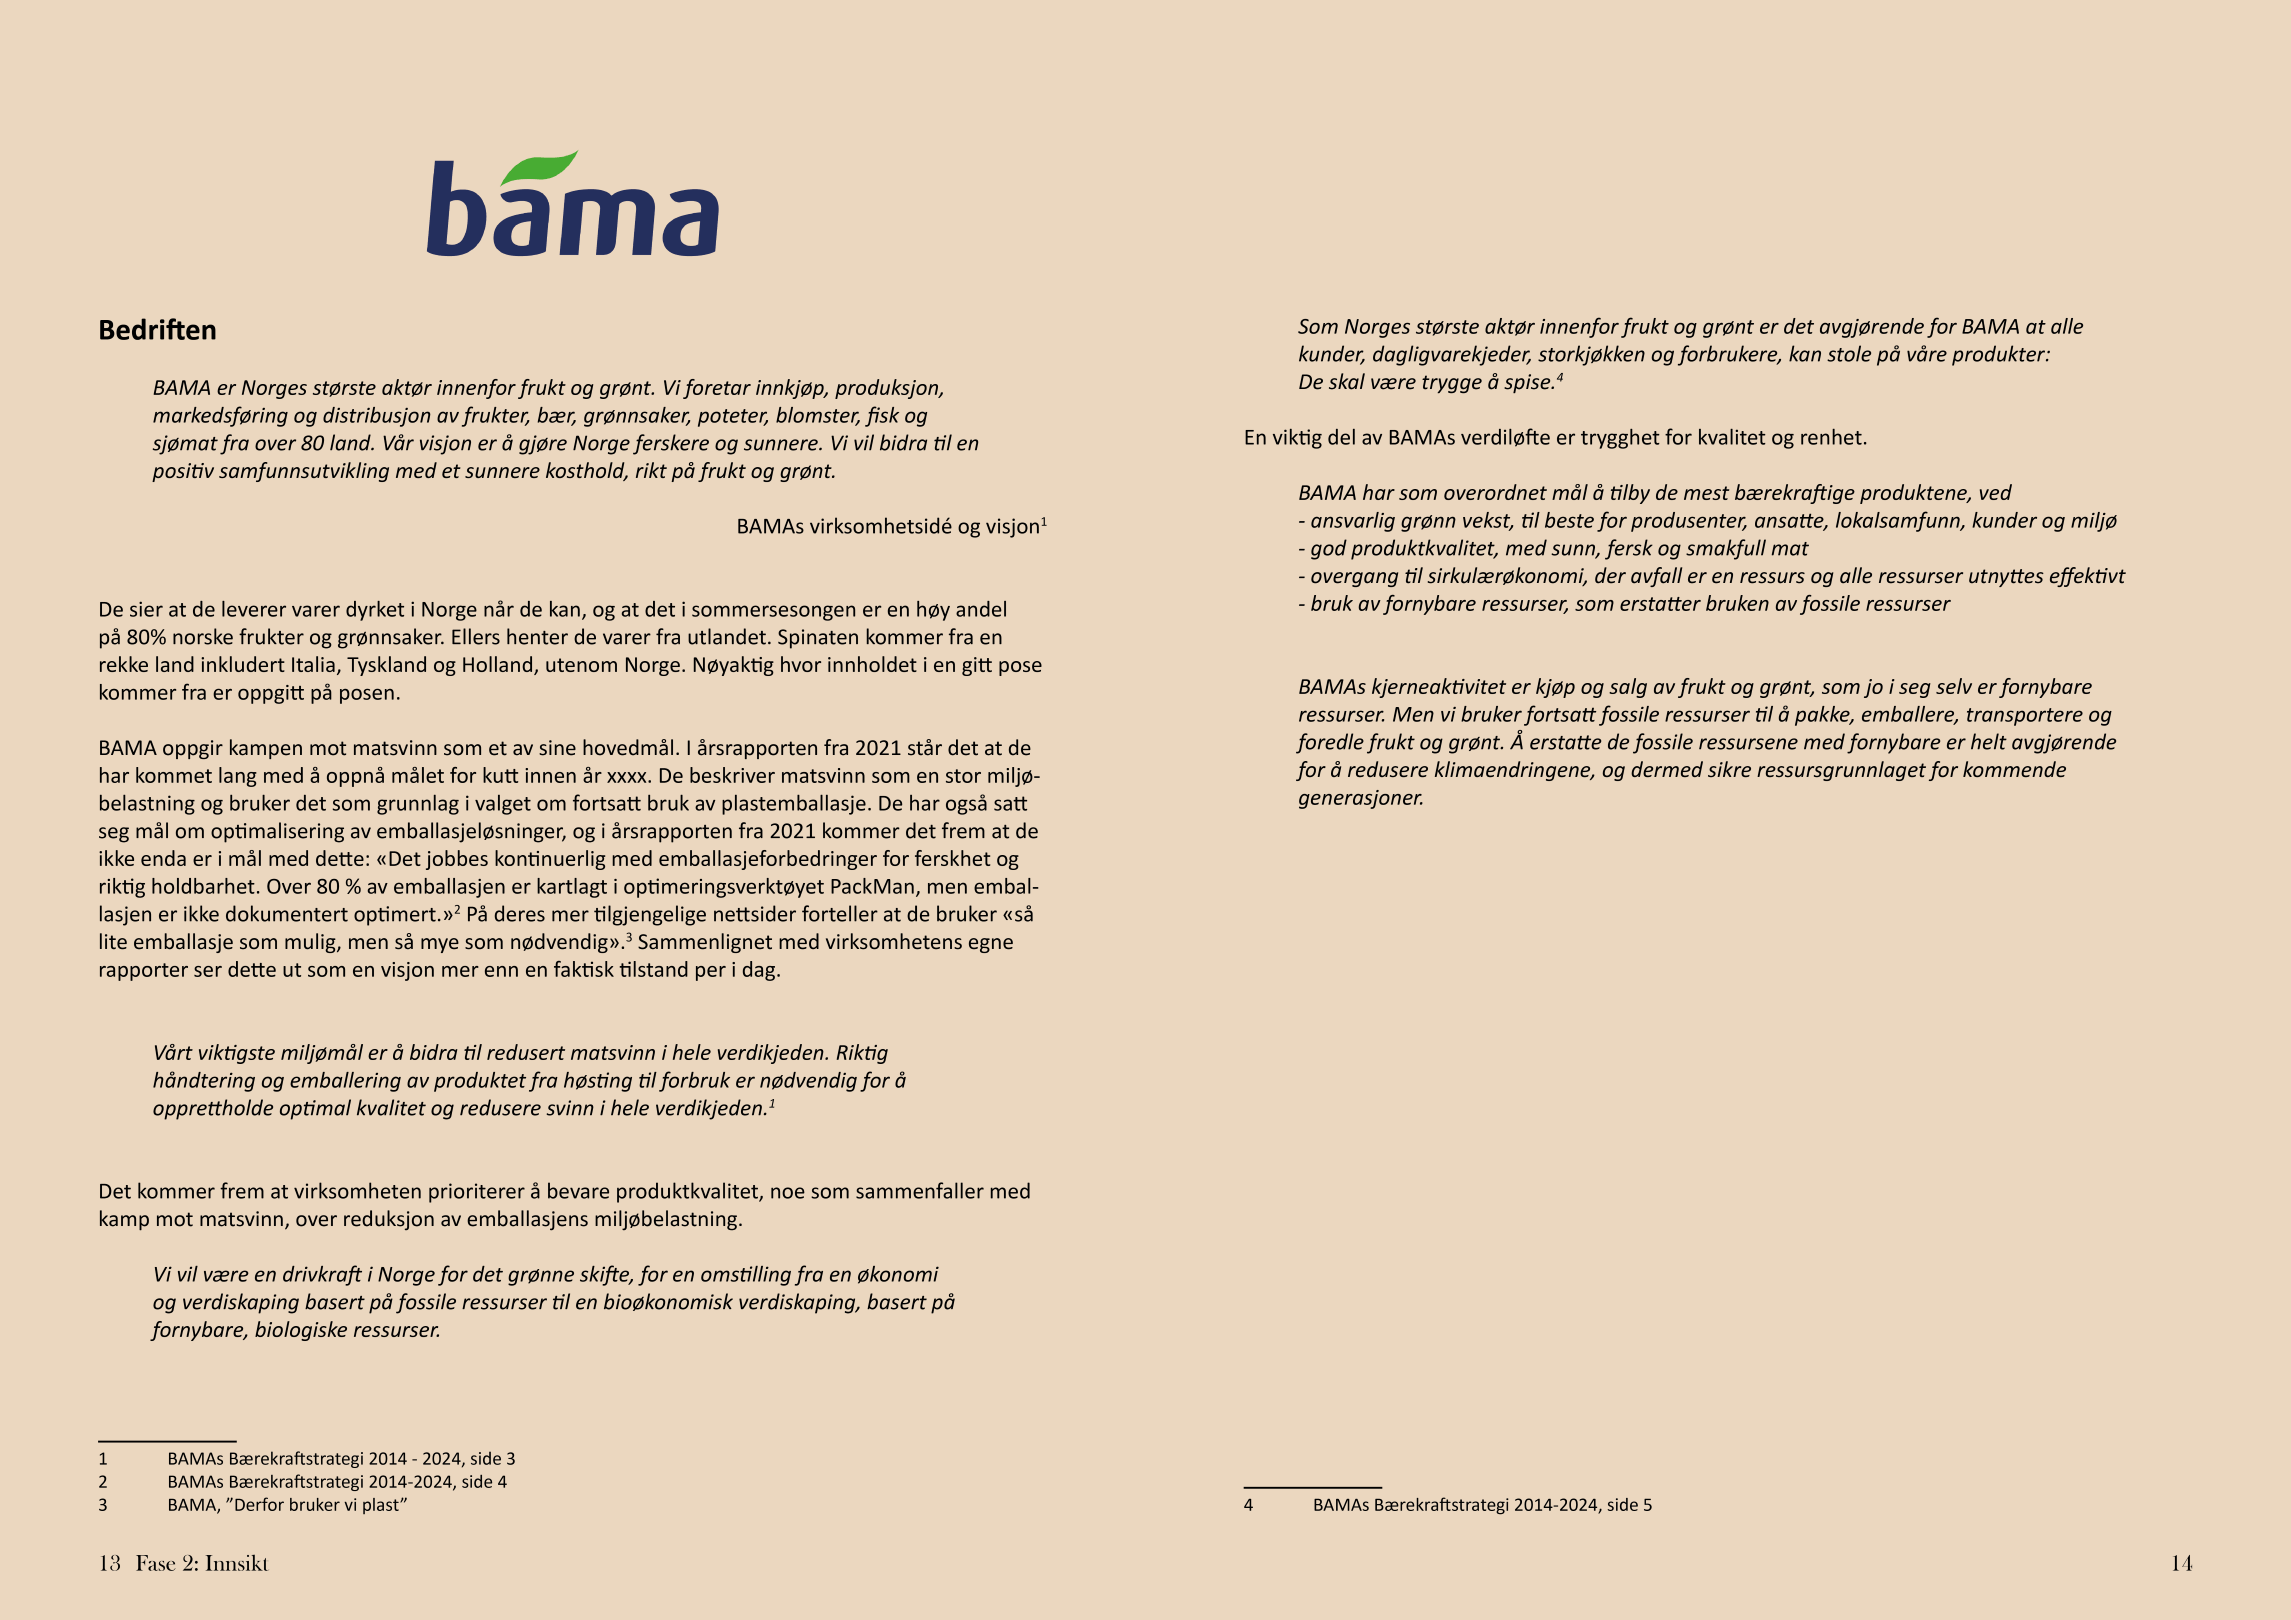 bama
Bedriften
BAMA er Norges største aktør innenfor frukt og grønt. Vi foretar innkjøp, produksjon,
markedsføring og distribusjon av frukter, bær, grønnsaker, poteter, blomster, fisk og
sjømat fra over 80 land. Vår visjon er å gjøre Norge ferskere og sunnere. Vi vil bidra til en
positiv samfunnsutvikling med et sunnere kosthold, rikt på frukt og grønt.
BAMAs virksomhetsidé og visjon¹
De sier at de leverer varer dyrket i Norge når de kan, og at det i sommersesongen er en høy andel
på 80% norske frukter og grønnsaker. Ellers henter de varer fra utlandet. Spinaten kommer fra en
rekke land inkludert Italia, Tyskland og Holland, utenom Norge. Nøyaktig hvor innholdet i en gitt pose
kommer fra er oppgitt på posen.
BAMA oppgir kampen mot matsvinn som et av sine hovedmål. I årsrapporten fra 2021 står det at de
har kommet lang med å oppnå målet for kutt innen år xxxx. De beskriver matsvinn som en stor miljø-
belastning og bruker det som grunnlag i valget om fortsatt bruk av plastemballasje. De har også satt
seg mål om optimalisering av emballasjeløsninger, og i årsrapporten fra 2021 kommer det frem at de
ikke enda er i mål med dette: «Det jobbes kontinuerlig med emballasjeforbedringer for ferskhet og
riktig holdbarhet. Over 80 % av emballasjen er kartlagt i optimeringsverktøyet PackMan, men embal-
lasjen er ikke dokumentert optimert.»² På deres mer tilgjengelige nettsider forteller at de bruker «så
lite emballasje som mulig, men så mye som nødvendig».³ Sammenlignet med virksomhetens egne
rapporter ser dette ut som en visjon mer enn en faktisk tilstand per i dag.
Vårt viktigste miljømål er å bidra til redusert matsvinn i hele verdikjeden. Riktig
håndtering og emballering av produktet fra høsting til forbruk er nødvendig for å
opprettholde optimal kvalitet og redusere svinn i hele verdikjeden.¹
Det kommer frem at virksomheten prioriterer å bevare produktkvalitet, noe som sammenfaller med
kamp mot matsvinn, over reduksjon av emballasjens miljøbelastning.
Vi vil være en drivkraft i Norge for det grønne skifte, for en omstilling fra en økonomi
og verdiskaping basert på fossile ressurser til en bioøkonomisk verdiskaping, basert på
fornybare, biologiske ressurser.
1 BAMAs Bærekraftstrategi 2014 - 2024, side 3
2 BAMAs Bærekraftstrategi 2014-2024, side 4
3 BAMA, ”Derfor bruker vi plast”
13 Fase 2: Innsikt
Som Norges største aktør innenfor frukt og grønt er det avgjørende for BAMA at alle
kunder, dagligvarekjeder, storkjøkken og forbrukere, kan stole på våre produkter:
De skal være trygge å spise.⁴
En viktig del av BAMAs verdiløfte er trygghet for kvalitet og renhet.
BAMA har som overordnet mål å tilby de mest bærekraftige produktene, ved
- ansvarlig grønn vekst, til beste for produsenter, ansatte, lokalsamfunn, kunder og miljø
- god produktkvalitet, med sunn, fersk og smakfull mat
- overgang til sirkulærøkonomi, der avfall er en ressurs og alle ressurser utnyttes effektivt
- bruk av fornybare ressurser, som erstatter bruken av fossile ressurser
BAMAs kjerneaktivitet er kjøp og salg av frukt og grønt, som jo i seg selv er fornybare
ressurser. Men vi bruker fortsatt fossile ressurser til å pakke, emballere, transportere og
foredle frukt og grønt. Å erstatte de fossile ressursene med fornybare er helt avgjørende
for å redusere klimaendringene, og dermed sikre ressursgrunnlaget for kommende
generasjoner.
4 BAMAs Bærekraftstrategi 2014-2024, side 5
14